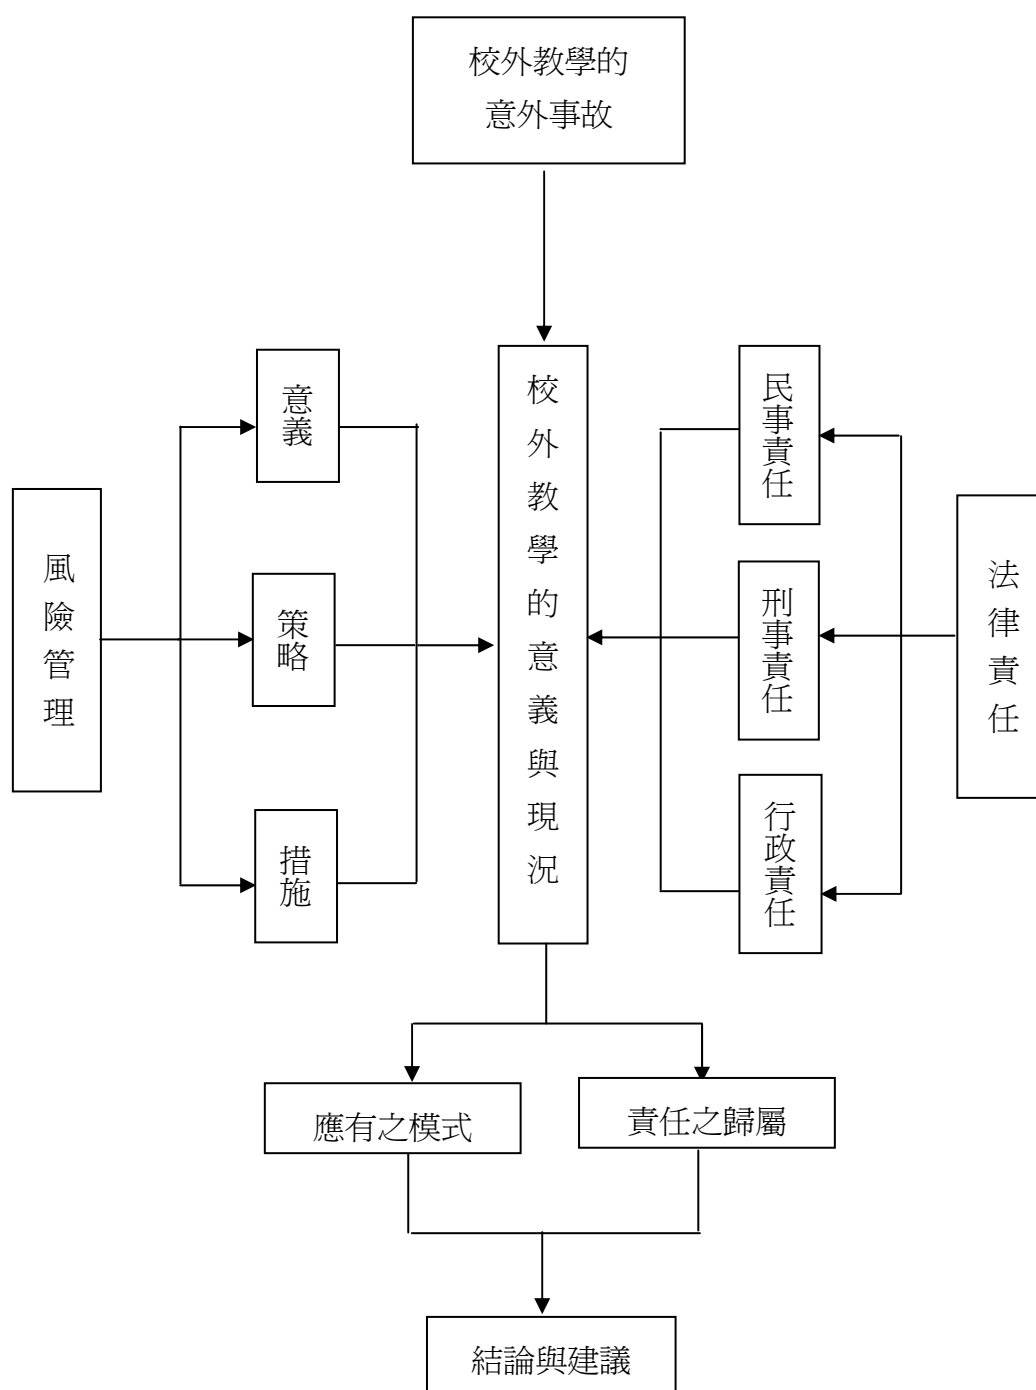 校外教學的
意外事故
風險管理
意義
策略
措施
校外教學的意義與現況
民事責任
刑事責任
行政責任
法律責任
應有之模式
責任之歸屬
結論與建議